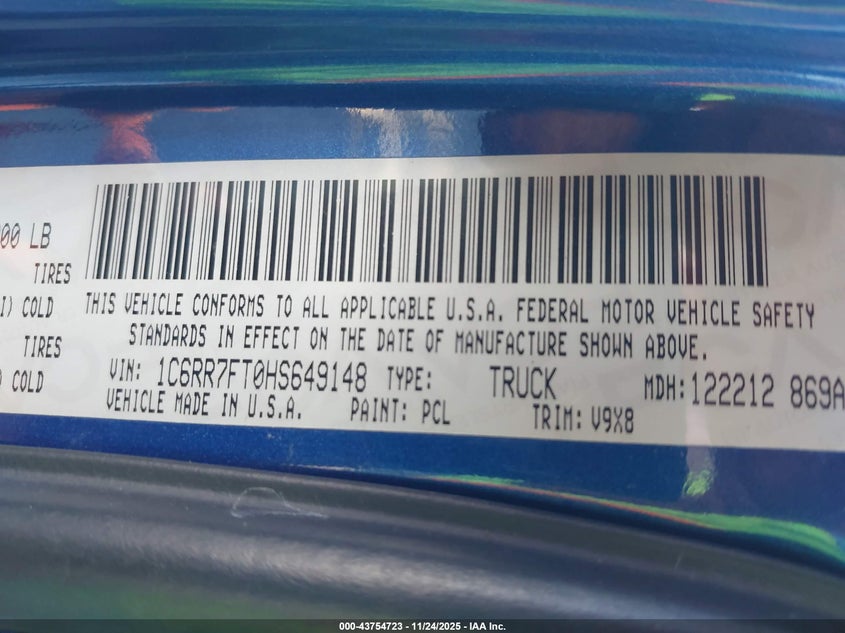 00 LB
TIRES
I) COLD
TIRES
) COLD
THIS VEHICLE CONFORMS TO ALL APPLICABLE U.S.A. FEDERAL MOTOR VEHICLE SAFETY
STANDARDS IN EFFECT ON THE DATE OF MANUFACTURE SHOWN ABOVE.
VIN: 1C6RR7FT0HS649148 TYPE: TRUCK MDH: 122212 869A
VEHICLE MADE IN U.S.A. PAINT: PCL TRIM: V9X8
000-43754723 - 11/24/2025 - IAA Inc.